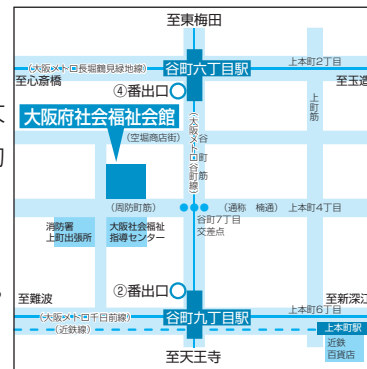 至東梅田
(大阪メトロ長堀鶴見緑地線)
谷町六丁目駅
上本町2丁目
至心斎橋
至玉造
④番出口
大阪府社会福祉会館
(空堀商店街)
谷町筋
(大阪メトロ谷町線)
上町筋
(周防町筋)
(通称 楠通)
上本町4丁目
谷町7丁目
交差点
消防署
上町出張所
大阪社会福祉
指導センター
②番出口
至難波
至新深江
(大阪メトロ千日前線)
谷町九丁目駅
上本町6丁目
(近鉄線)
上本町駅
近鉄
百貨店
至天王寺